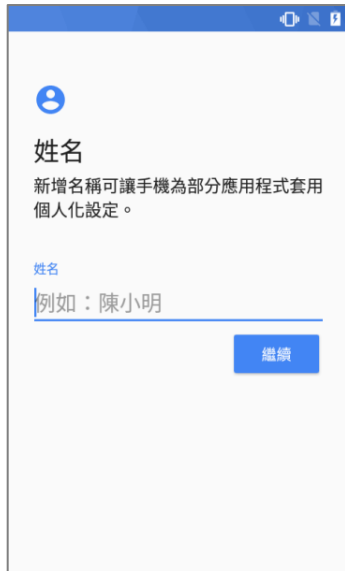 姓名
新增名稱可讓手機為部分應用程式套用
個人化設定。
姓名
例如：陳小明
繼續